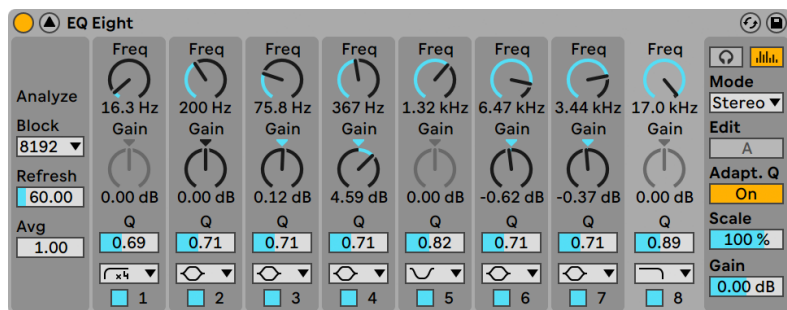 EQ Eight
Freq Freq Freq Freq Freq Freq Freq Freq
16.3 Hz 200 Hz 75.8 Hz 367 Hz 1.32 kHz 6.47 kHz 3.44 kHz 17.0 kHz
Gain Gain Gain Gain Gain Gain Gain Gain
0.00 dB 0.00 dB 0.12 dB 4.59 dB 0.00 dB -0.62 dB -0.37 dB 0.00 dB
Q Q Q Q Q Q Q Q
0.69 0.71 0.71 0.71 0.82 0.71 0.71 0.89
x4
1 2 3 4 5 6 7 8
Analyze
Block
8192
Refresh
60.00
Avg
1.00
Mode
Stereo
Edit
A
Adapt. Q
On
Scale
100 %
Gain
0.00 dB